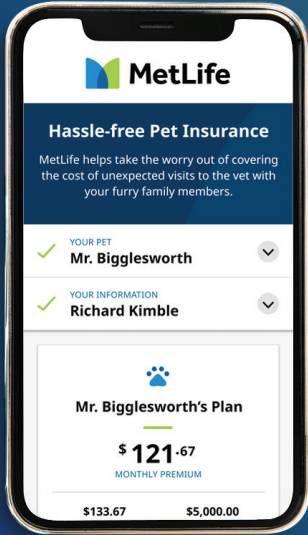 MetLife
Hassle-free Pet Insurance
MetLife helps take the worry out of covering
the cost of unexpected visits to the vet with
your furry family members.
YOUR PET
Mr. Bigglesworth
YOUR INFORMATION
Richard Kimble
Mr. Bigglesworth's Plan
$121.67
MONTHLY PREMIUM
$133.67 $5,000.00